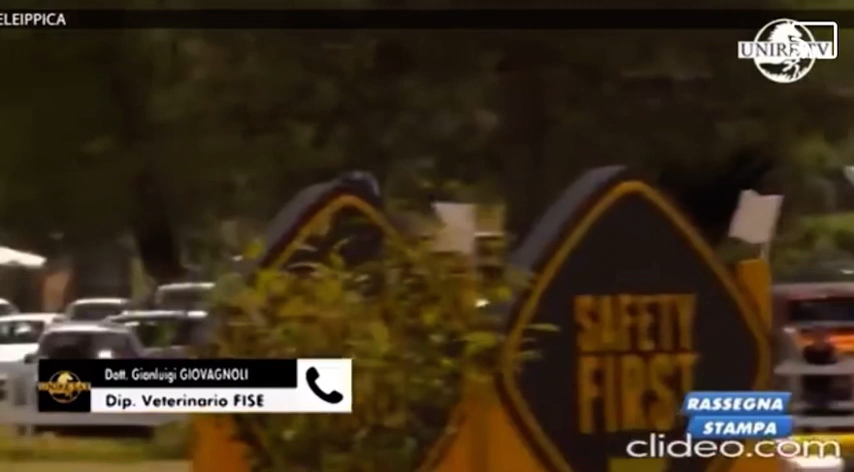 ELEIPPICA
UNIRE TV
SAFETY
FIRST
Dott. Gianluigi GIOVAGNOLI
Dip. Veterinario FISE
RASSEGNA
STAMPA
clideo.com